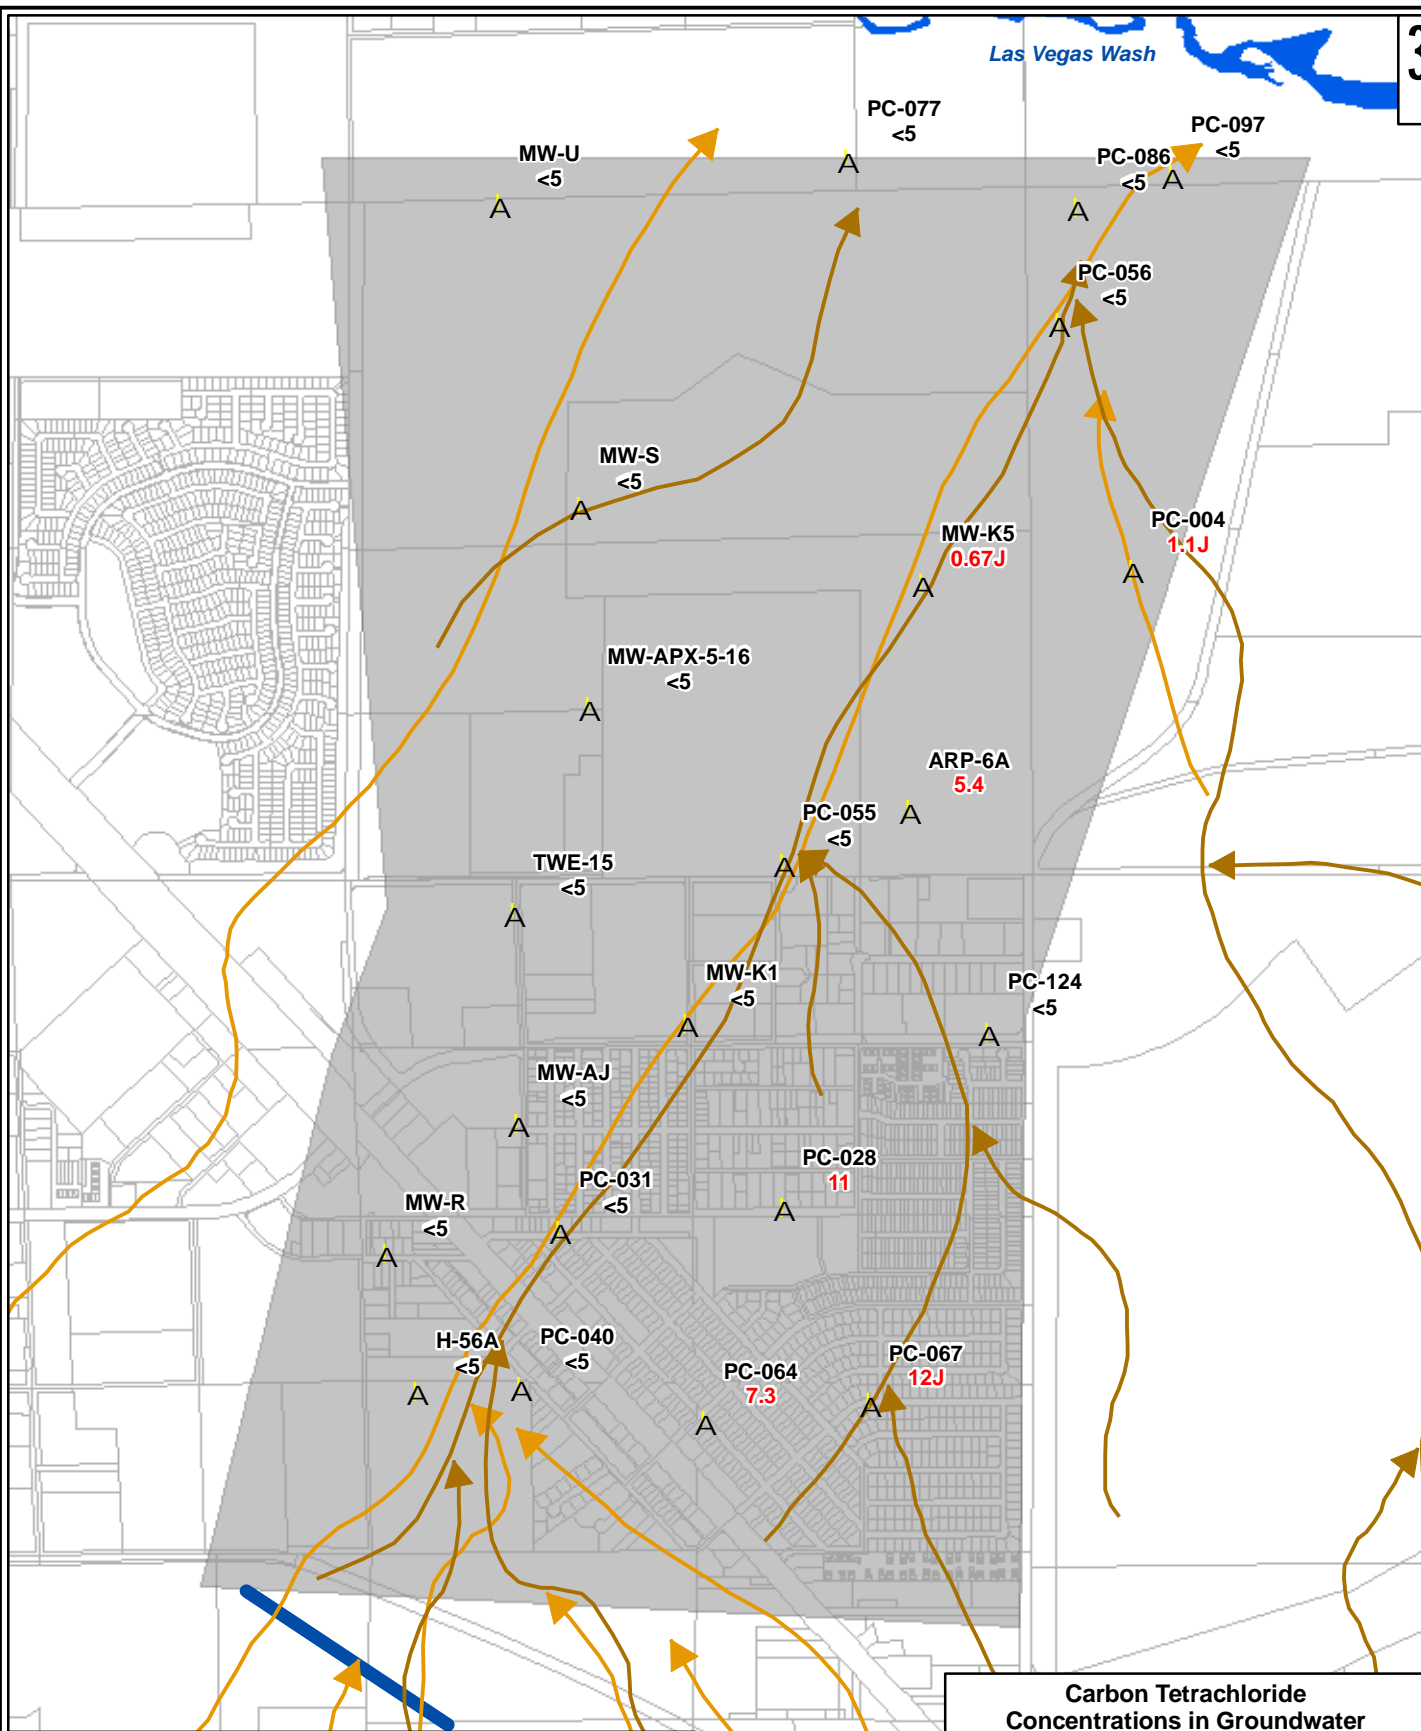 3
Las Vegas Wash
PC-077
<5
PC-097
<5
MW-U
<5
PC-086
<5
A
A
A
A
PC-056
<5
A
MW-S
<5
A
PC-004
1.1J
A
MW-K5
0.67J
A
MW-APX-5-16
<5
A
ARP-6A
5.4
A
PC-055
<5
A
TWE-15
<5
A
MW-K1
<5
A
PC-124
<5
A
MW-AJ
<5
A
PC-028
11
A
PC-031
<5
A
MW-R
<5
A
H-56A
<5
A
PC-040
<5
A
PC-064
7.3
A
PC-067
12J
A
Carbon Tetrachloride
Concentrations in Groundwater